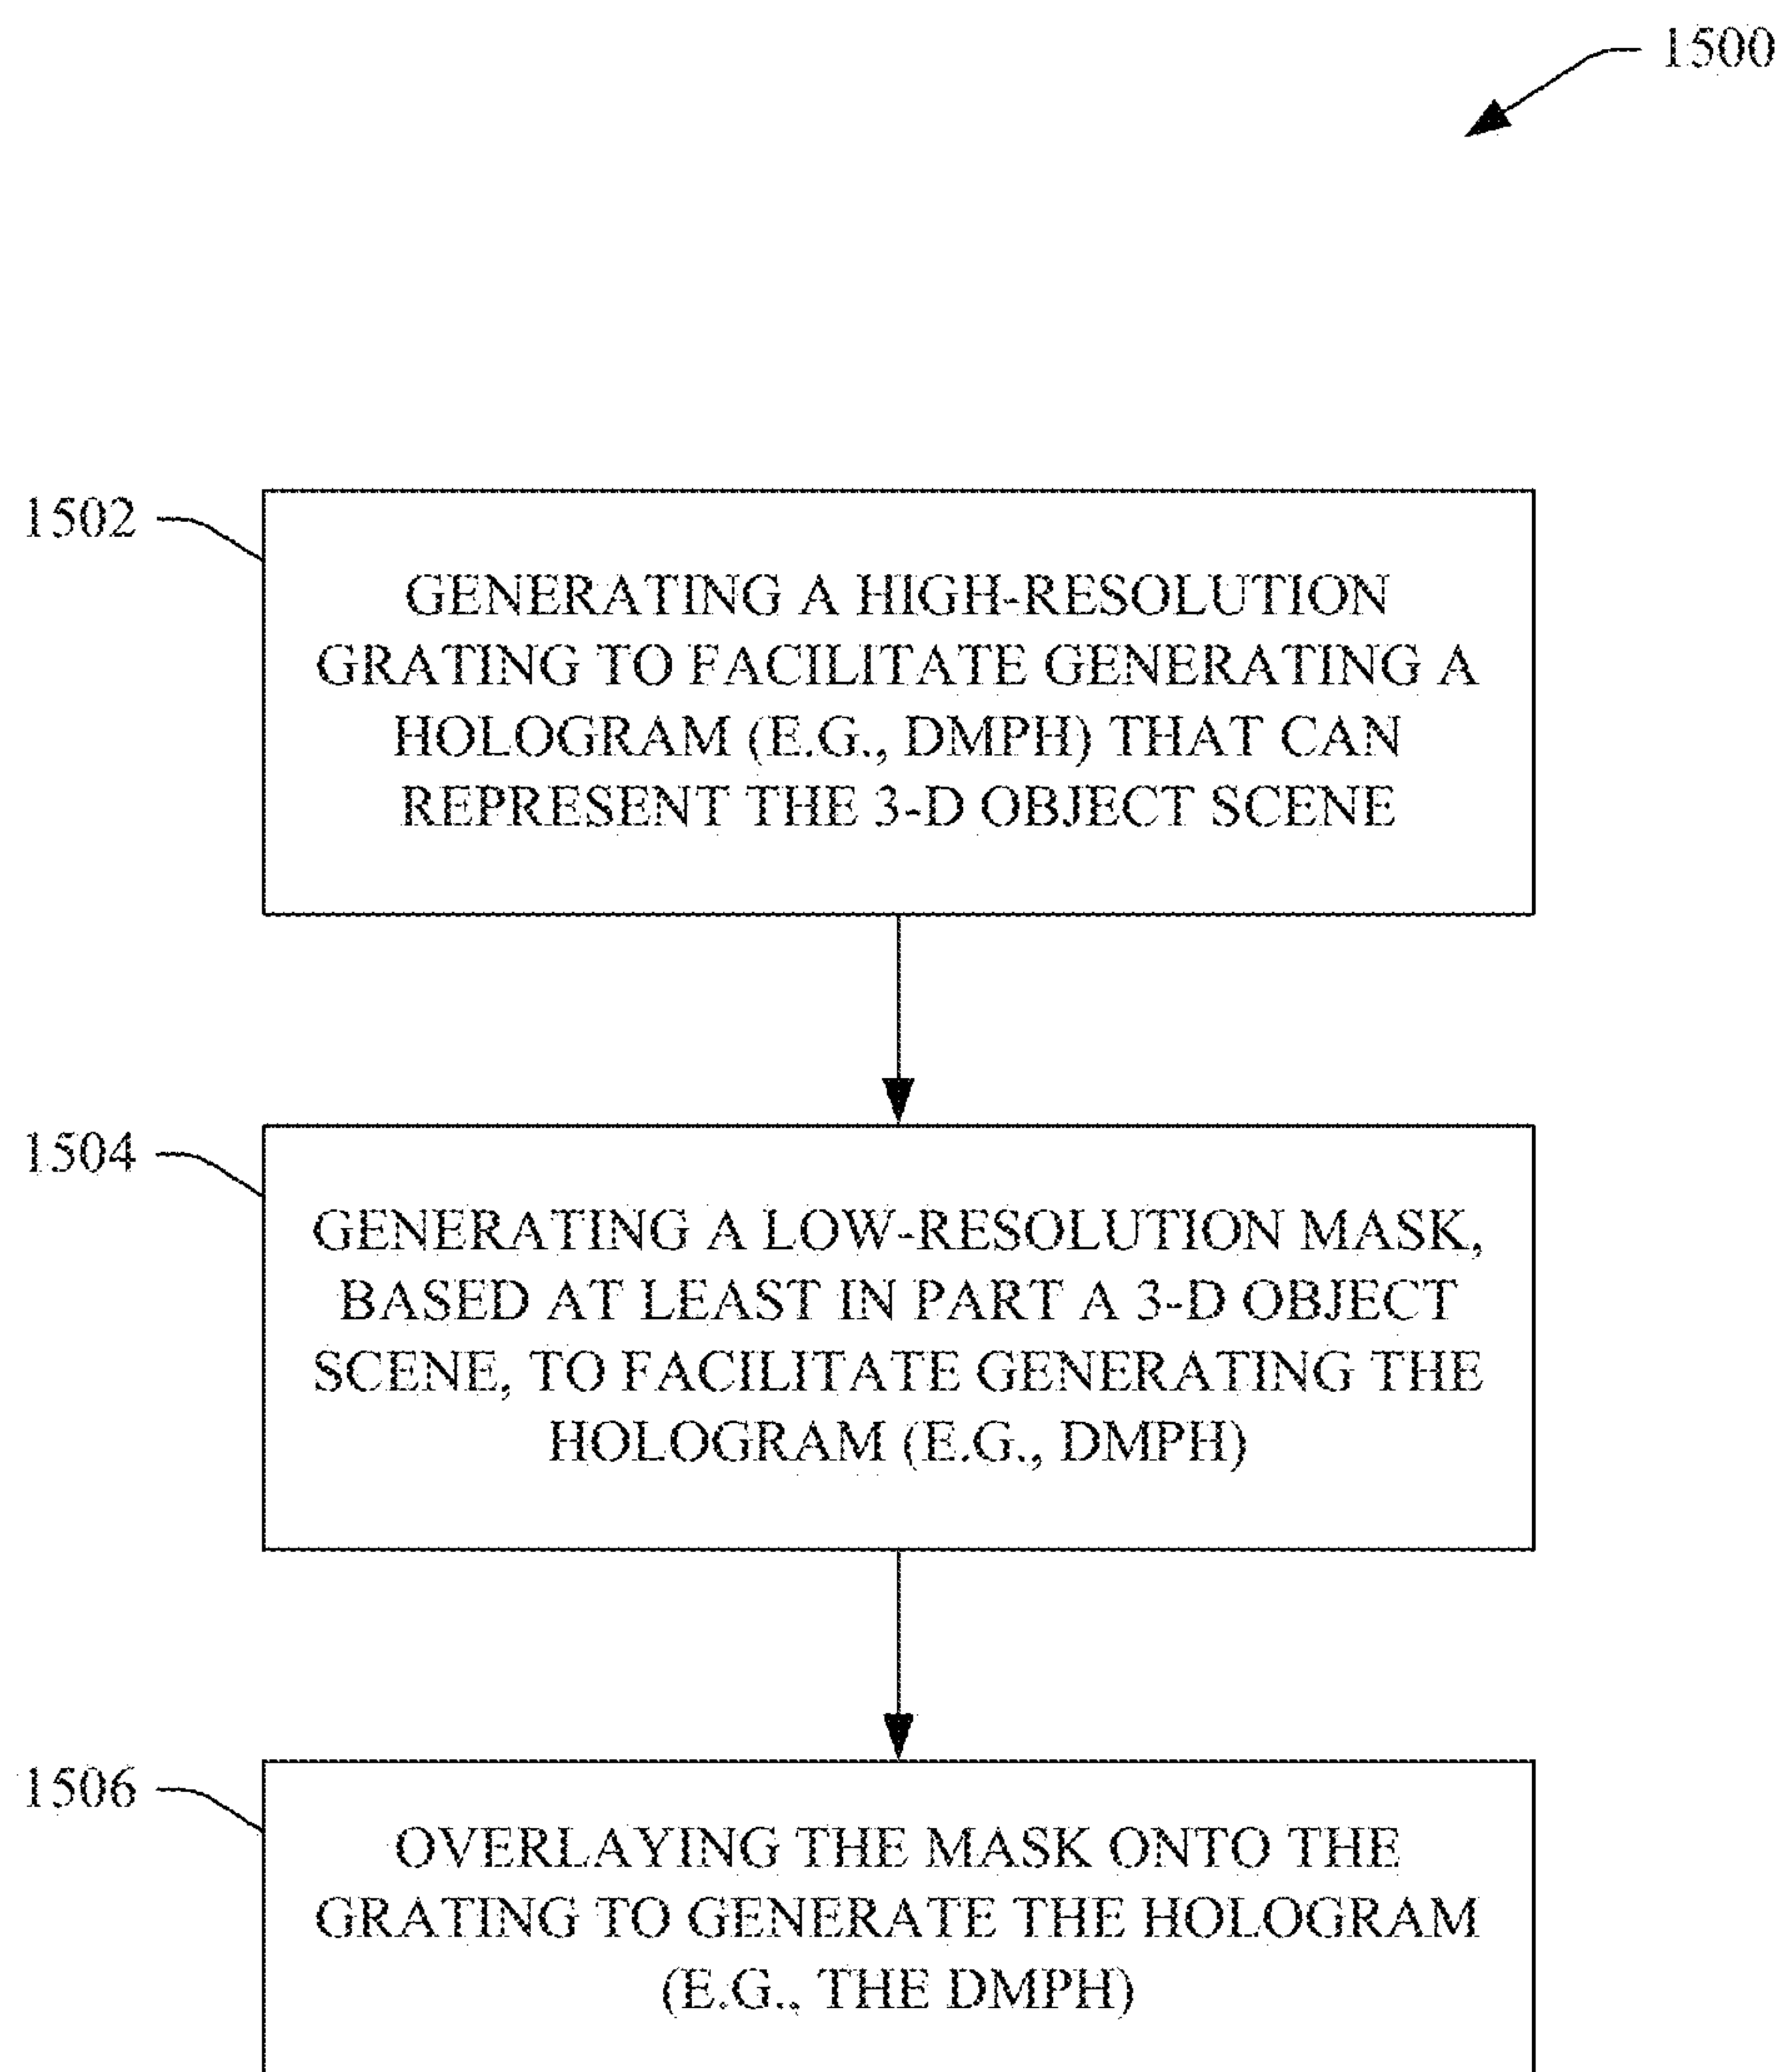 1500
1502
GENERATING A HIGH-RESOLUTION
GRATING TO FACILITATE GENERATING A
HOLOGRAM (E.G., DMPH) THAT CAN
REPRESENT THE 3-D OBJECT SCENE
1504
GENERATING A LOW-RESOLUTION MASK,
BASED AT LEAST IN PART A 3-D OBJECT
SCENE, TO FACILITATE GENERATING THE
HOLOGRAM (E.G., DMPH)
1506
OVERLAYING THE MASK ONTO THE
GRATING TO GENERATE THE HOLOGRAM
(E.G., THE DMPH)